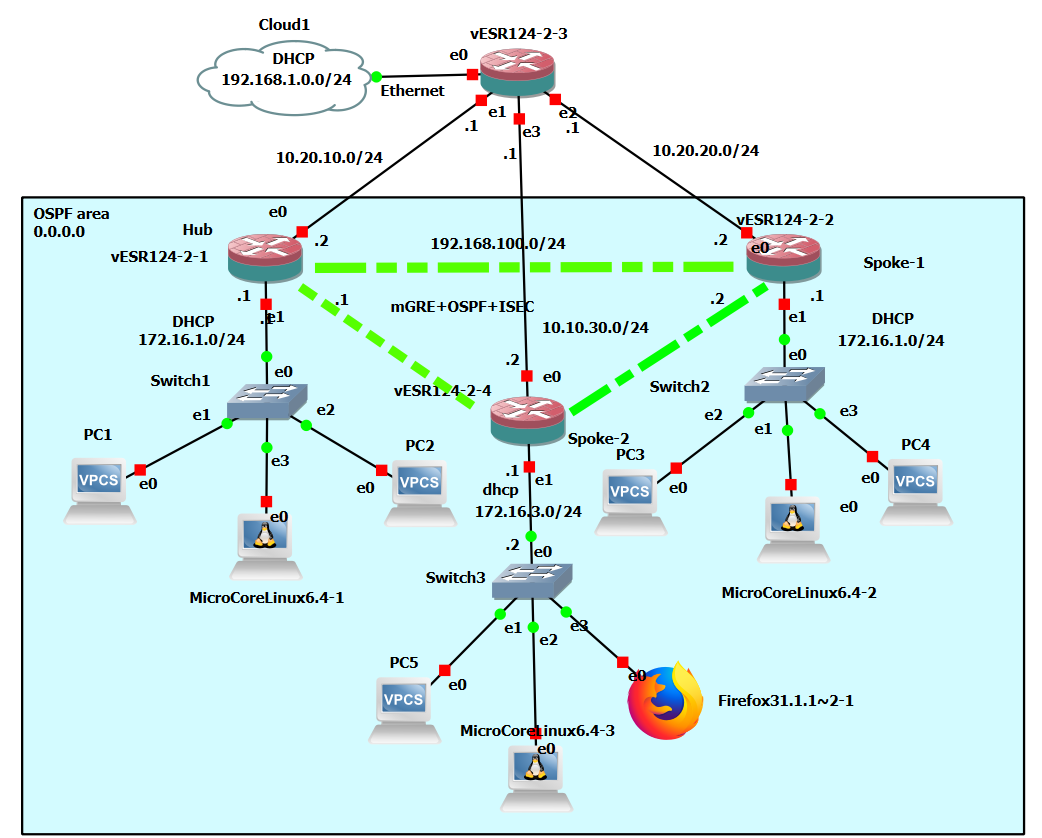 Cloud1
DHCP
192.168.1.0.0/24
Ethernet
e0
vESR124-2-3
e1
.1
e3
.1
e2
.1
10.20.10.0/24
10.20.20.0/24
OSPF area
0.0.0.0
Hub
vESR124-2-1
e0
.2
192.168.100.0/24
vESR124-2-2
.2
e0
Spoke-1
.1
.1
mGRE+OSPF+ISEC
.2
.1
.1
e1
e1
DHCP
172.16.1.0/24
10.10.30.0/24
DHCP
172.16.1.0/24
.2
e0
e0
Switch1
vESR124-2-4
Switch2
e0
e1
e2
e3
Spoke-2
e2
e1
e3
PC1
VPCS
e0
PC2
VPCS
e0
e0
MicroCoreLinux6.4-1
.1
e1
dhcp
172.16.3.0/24
.2
e0
PC3
VPCS
e0
PC4
VPCS
e0
e0
MicroCoreLinux6.4-2
Switch3
e1
e2
e3
PC5
VPCS
e0
e0
Firefox31.1.1~2-1
MicroCoreLinux6.4-3
e0